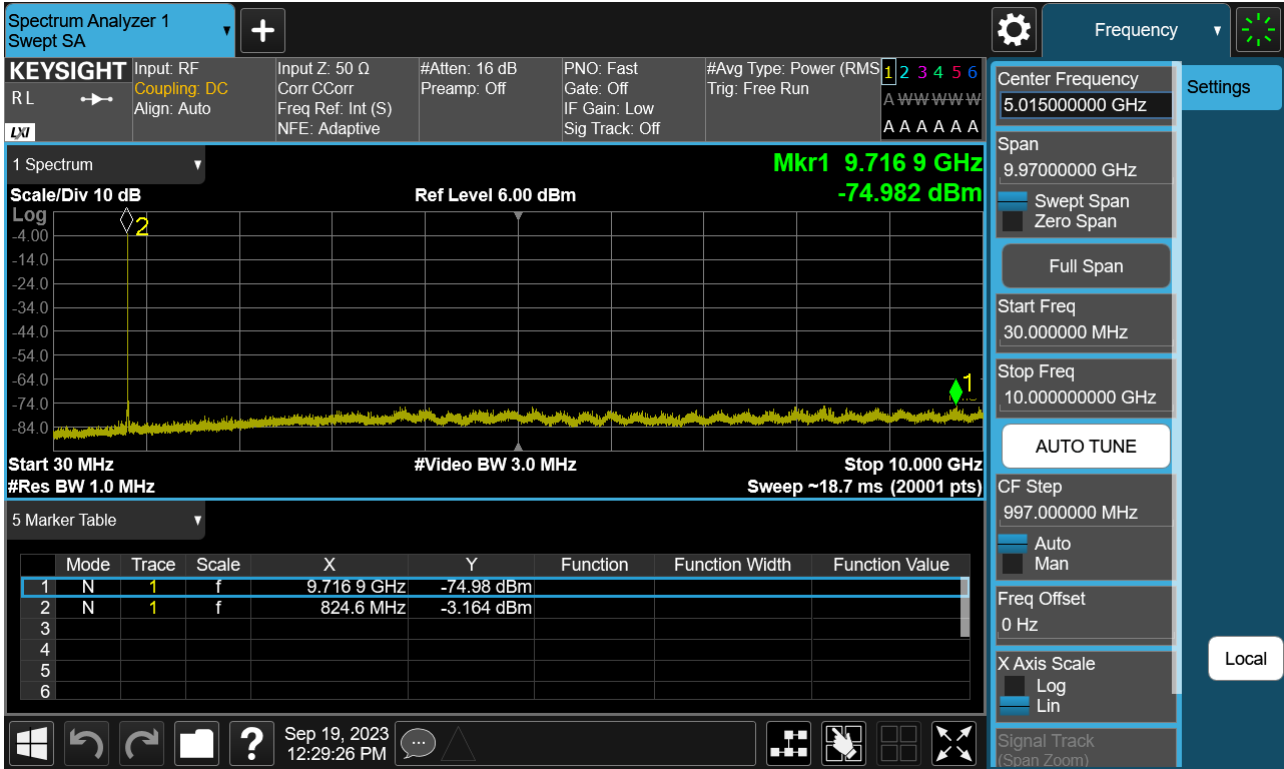 Spectrum Analyzer 1
Swept SA
Frequency
KEYSIGHT
R L
LXI
Input: RF
Coupling: DC
Align: Auto
Input Z: 50 Ω
Corr CCorr
Freq Ref: Int (S)
NFE: Adaptive
#Atten: 16 dB
Preamp: Off
PNO: Fast
Gate: Off
IF Gain: Low
Sig Track: Off
#Avg Type: Power (RMS
Trig: Free Run
1 2 3 4 5 6
A W W W W W
A A A A A A
1 Spectrum
Mkr1 9.716 9 GHz
-74.982 dBm
Scale/Div 10 dB
Ref Level 6.00 dBm
Log
-4.00
-14.0
-24.0
-34.0
-44.0
-54.0
-64.0
-74.0
-84.0
2
1
Start 30 MHz
#Video BW 3.0 MHz
Stop 10.000 GHz
#Res BW 1.0 MHz
Sweep ~18.7 ms (20001 pts)
5 Marker Table
Mode Trace Scale X Y Function Function Width Function Value
1 N 1 f 9.716 9 GHz -74.98 dBm
2 N 1 f 824.6 MHz -3.164 dBm
3
4
5
6
Sep 19, 2023
12:29:26 PM
Center Frequency
5.015000000 GHz
Span
9.97000000 GHz
Swept Span
Zero Span
Full Span
Start Freq
30.000000 MHz
Stop Freq
10.000000000 GHz
AUTO TUNE
CF Step
997.000000 MHz
Auto
Man
Freq Offset
0 Hz
X Axis Scale
Log
Lin
Signal Track
(Span Zoom)
Settings
Local